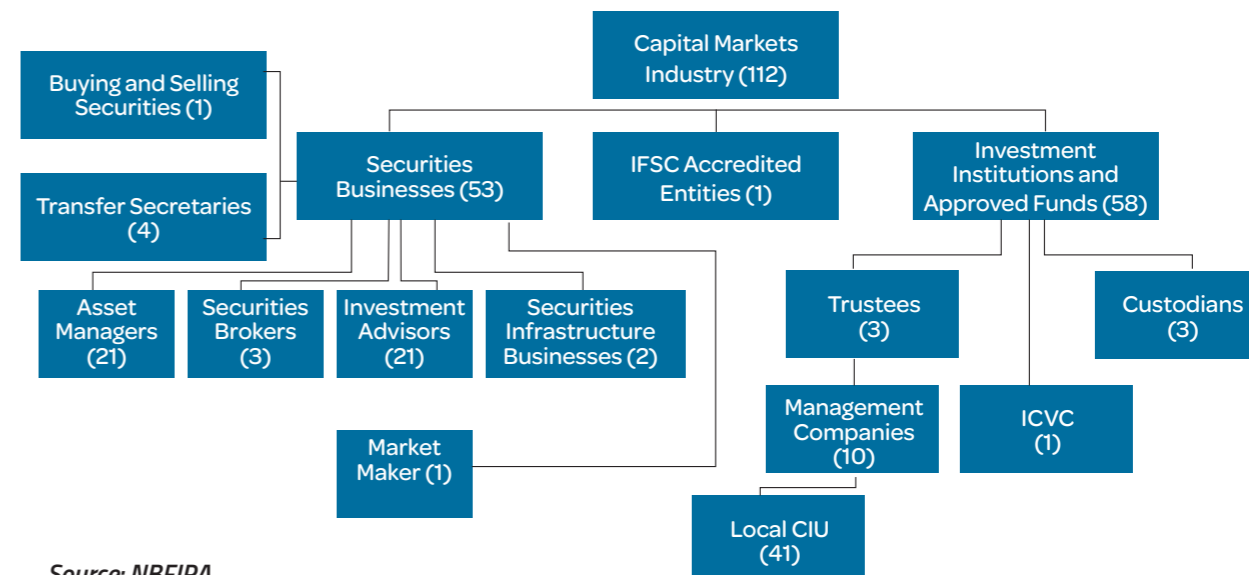 Capital Markets
Industry (112)
Buying and Selling
Securities (1)
Transfer Secretaries
(4)
Securities
Businesses (53)
IFSC Accredited
Entities (1)
Investment
Institutions and
Approved Funds (58)
Asset
Managers
(21)
Securities
Brokers
(3)
Investment
Advisors
(21)
Securities
Infrastructure
Businesses (2)
Trustees
(3)
Custodians
(3)
Market
Maker (1)
Management
Companies
(10)
ICVC
(1)
Local CIU
(41)
Source: NBFIRA